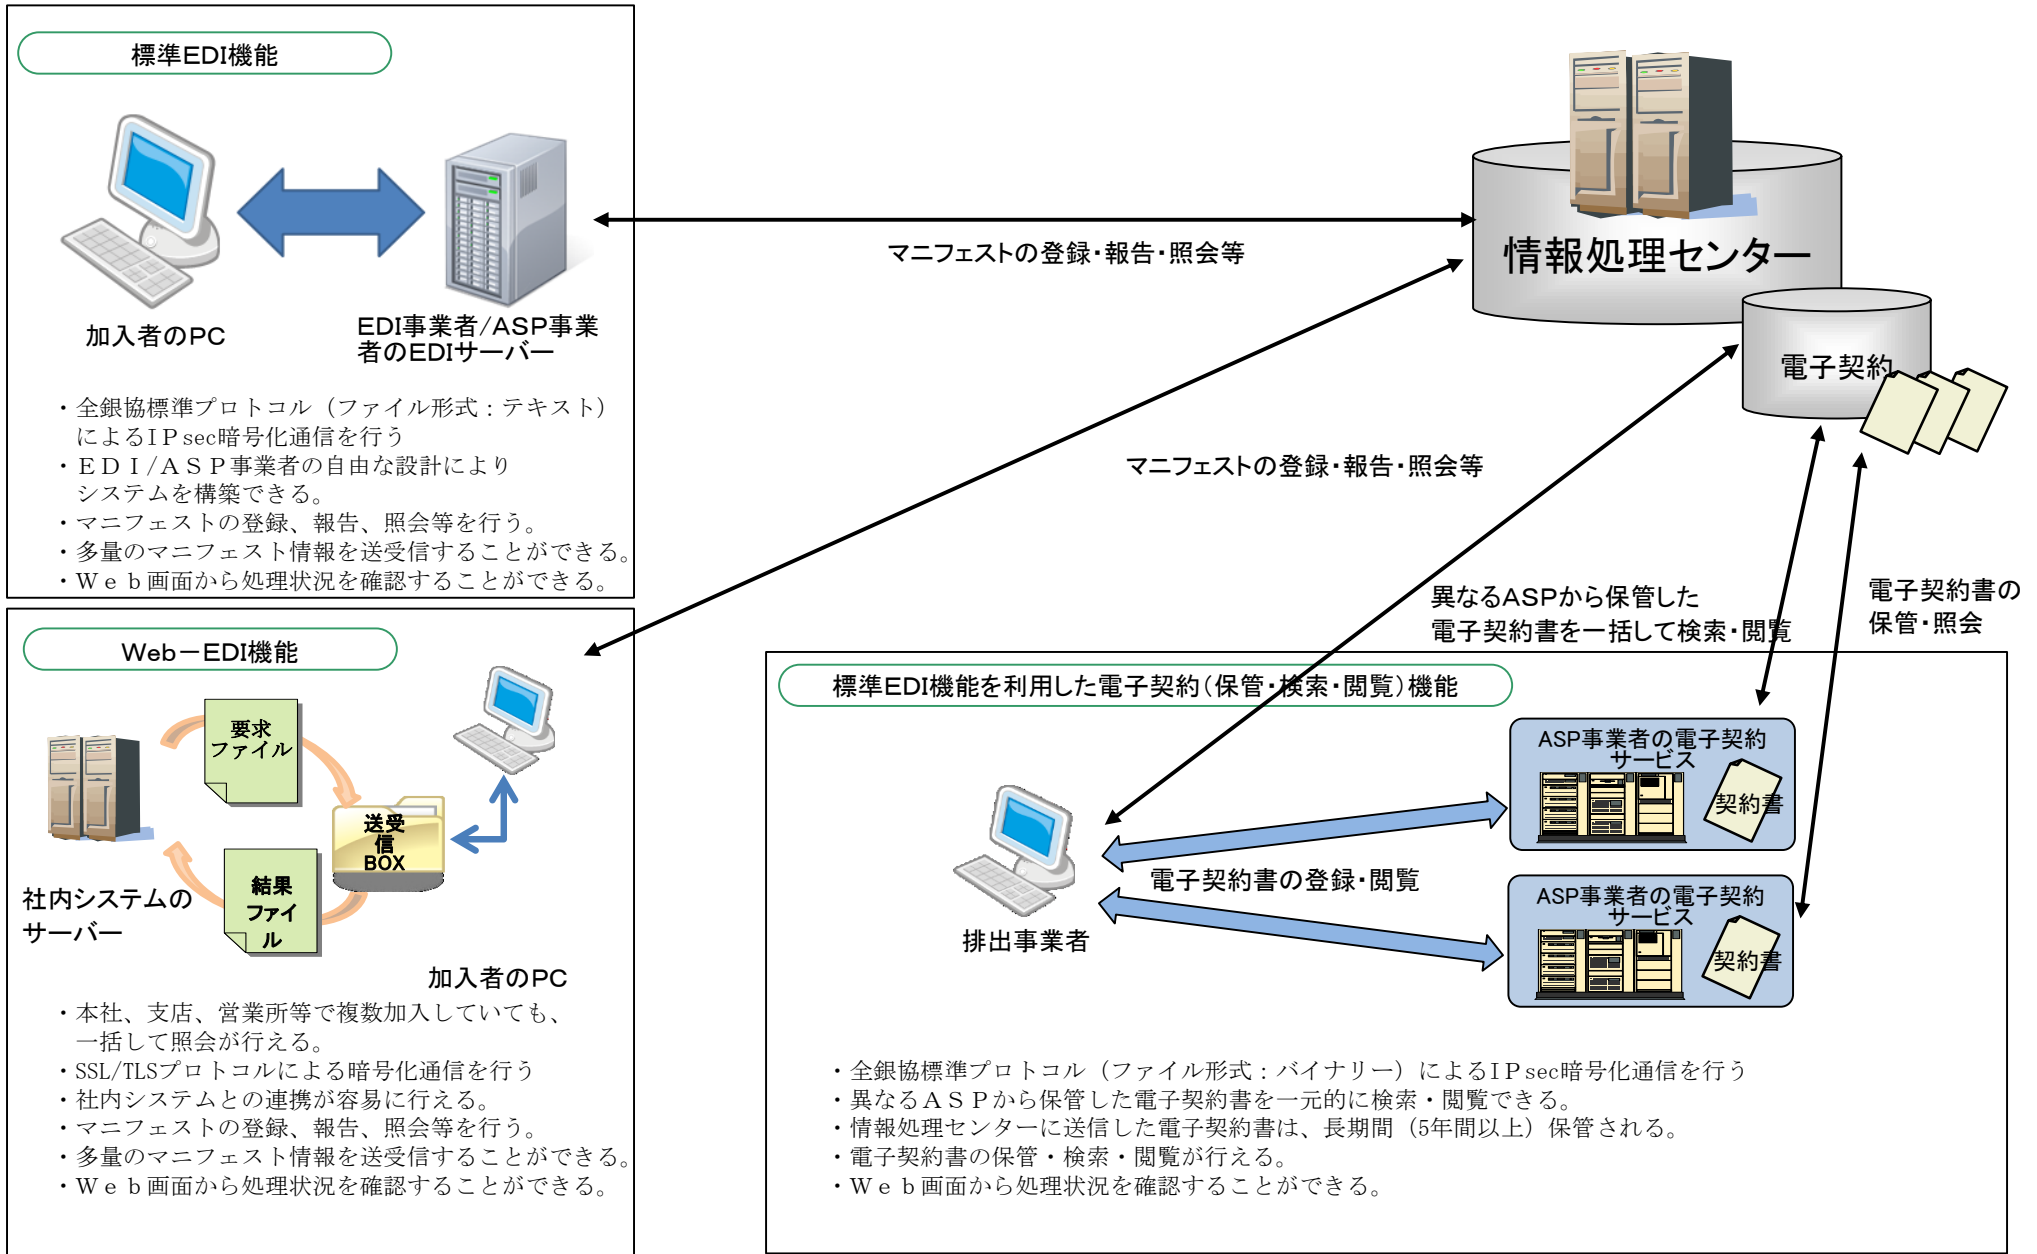 標準EDI機能
加入者のPC
EDI事業者/ASP事業
者のEDIサーバー
・全銀協標準プロトコル（ファイル形式：テキスト）
によるIＰsec暗号化通信を行う
・ＥＤＩ/ＡＳＰ事業者の自由な設計により
システムを構築できる。
・マニフェストの登録、報告、照会等を行う。
・多量のマニフェスト情報を送受信することができる。
・Ｗｅｂ画面から処理状況を確認することができる。
マニフェストの登録・報告・照会等
情報処理センター
電子契約
マニフェストの登録・報告・照会等
異なるASPから保管した
電子契約書を一括して検索・閲覧
電子契約書の
保管・照会
Web－EDI機能
要求
ファイル
送受
信
BOX
結果
ファイ
ル
社内システムの
サーバー
加入者のPC
・本社、支店、営業所等で複数加入していても、
一括して照会が行える。
・SSL/TLSプロトコルによる暗号化通信を行う
・社内システムとの連携が容易に行える。
・マニフェストの登録、報告、照会等を行う。
・多量のマニフェスト情報を送受信することができる。
・Ｗｅｂ画面から処理状況を確認することができる。
標準EDI機能を利用した電子契約（保管・検索・閲覧）機能
ASP事業者の電子契約
サービス
契約書
電子契約書の登録・閲覧
排出事業者
ASP事業者の電子契約
サービス
契約書
・全銀協標準プロトコル（ファイル形式：バイナリー）によるIＰsec暗号化通信を行う
・異なるＡＳＰから保管した電子契約書を一元的に検索・閲覧できる。
・情報処理センターに送信した電子契約書は、長期間（5年間以上）保管される。
・電子契約書の保管・検索・閲覧が行える。
・Ｗｅｂ画面から処理状況を確認することができる。